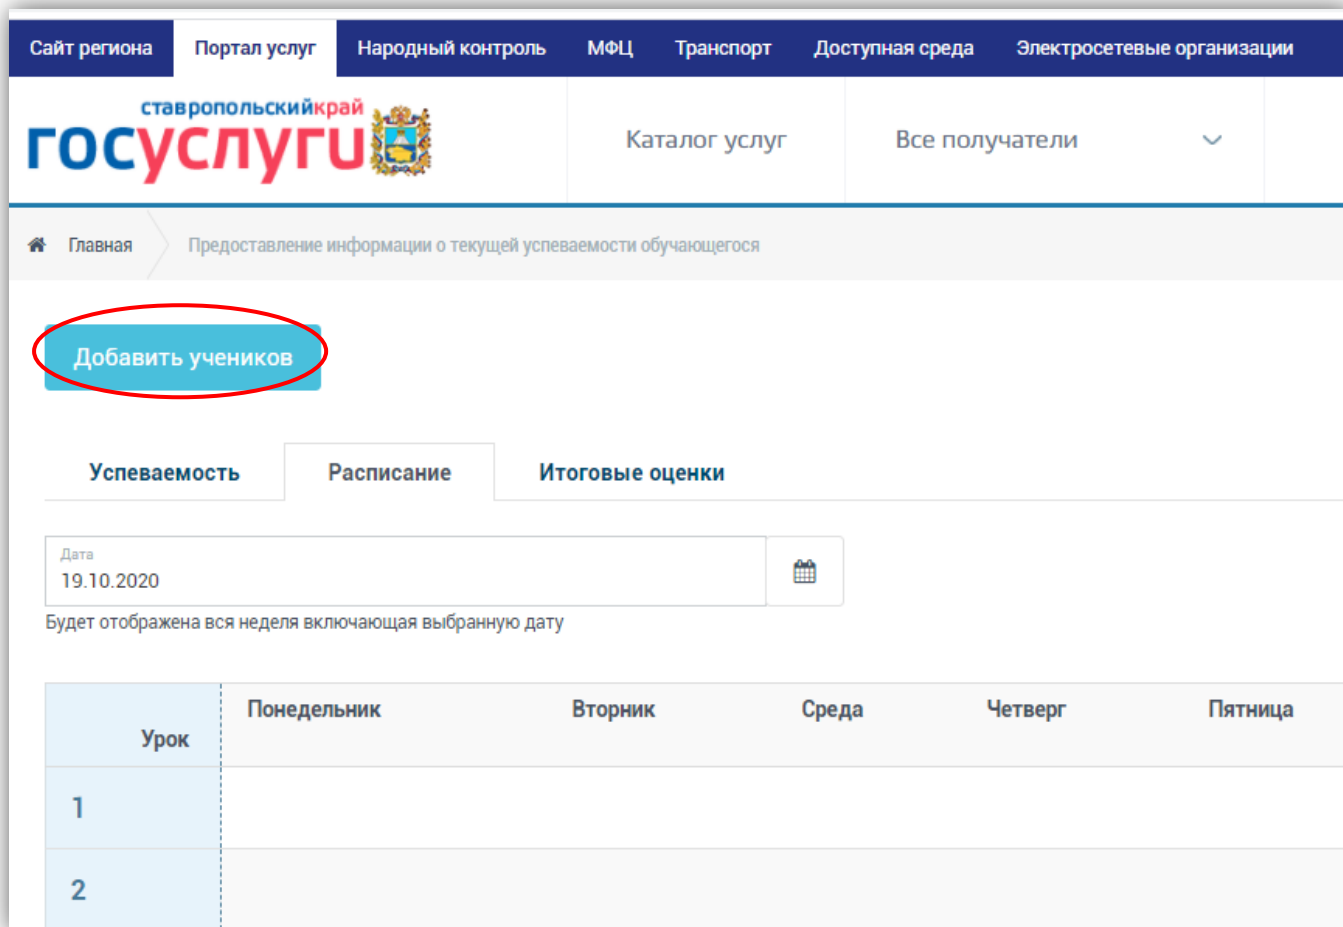 Сайт региона Портал услуг Народный контроль МФЦ Транспорт Доступная среда Электросетевые организации
ставропольскийкрай
госуслуги
Каталог услуг Все получатели
Главная Предоставление информации о текущей успеваемости обучающегося
Добавить учеников
Успеваемость Расписание Итоговые оценки
Дата
19.10.2020
Будет отображена вся неделя включающая выбранную дату
Понедельник Вторник Среда Четверг Пятница
Урок
1
2